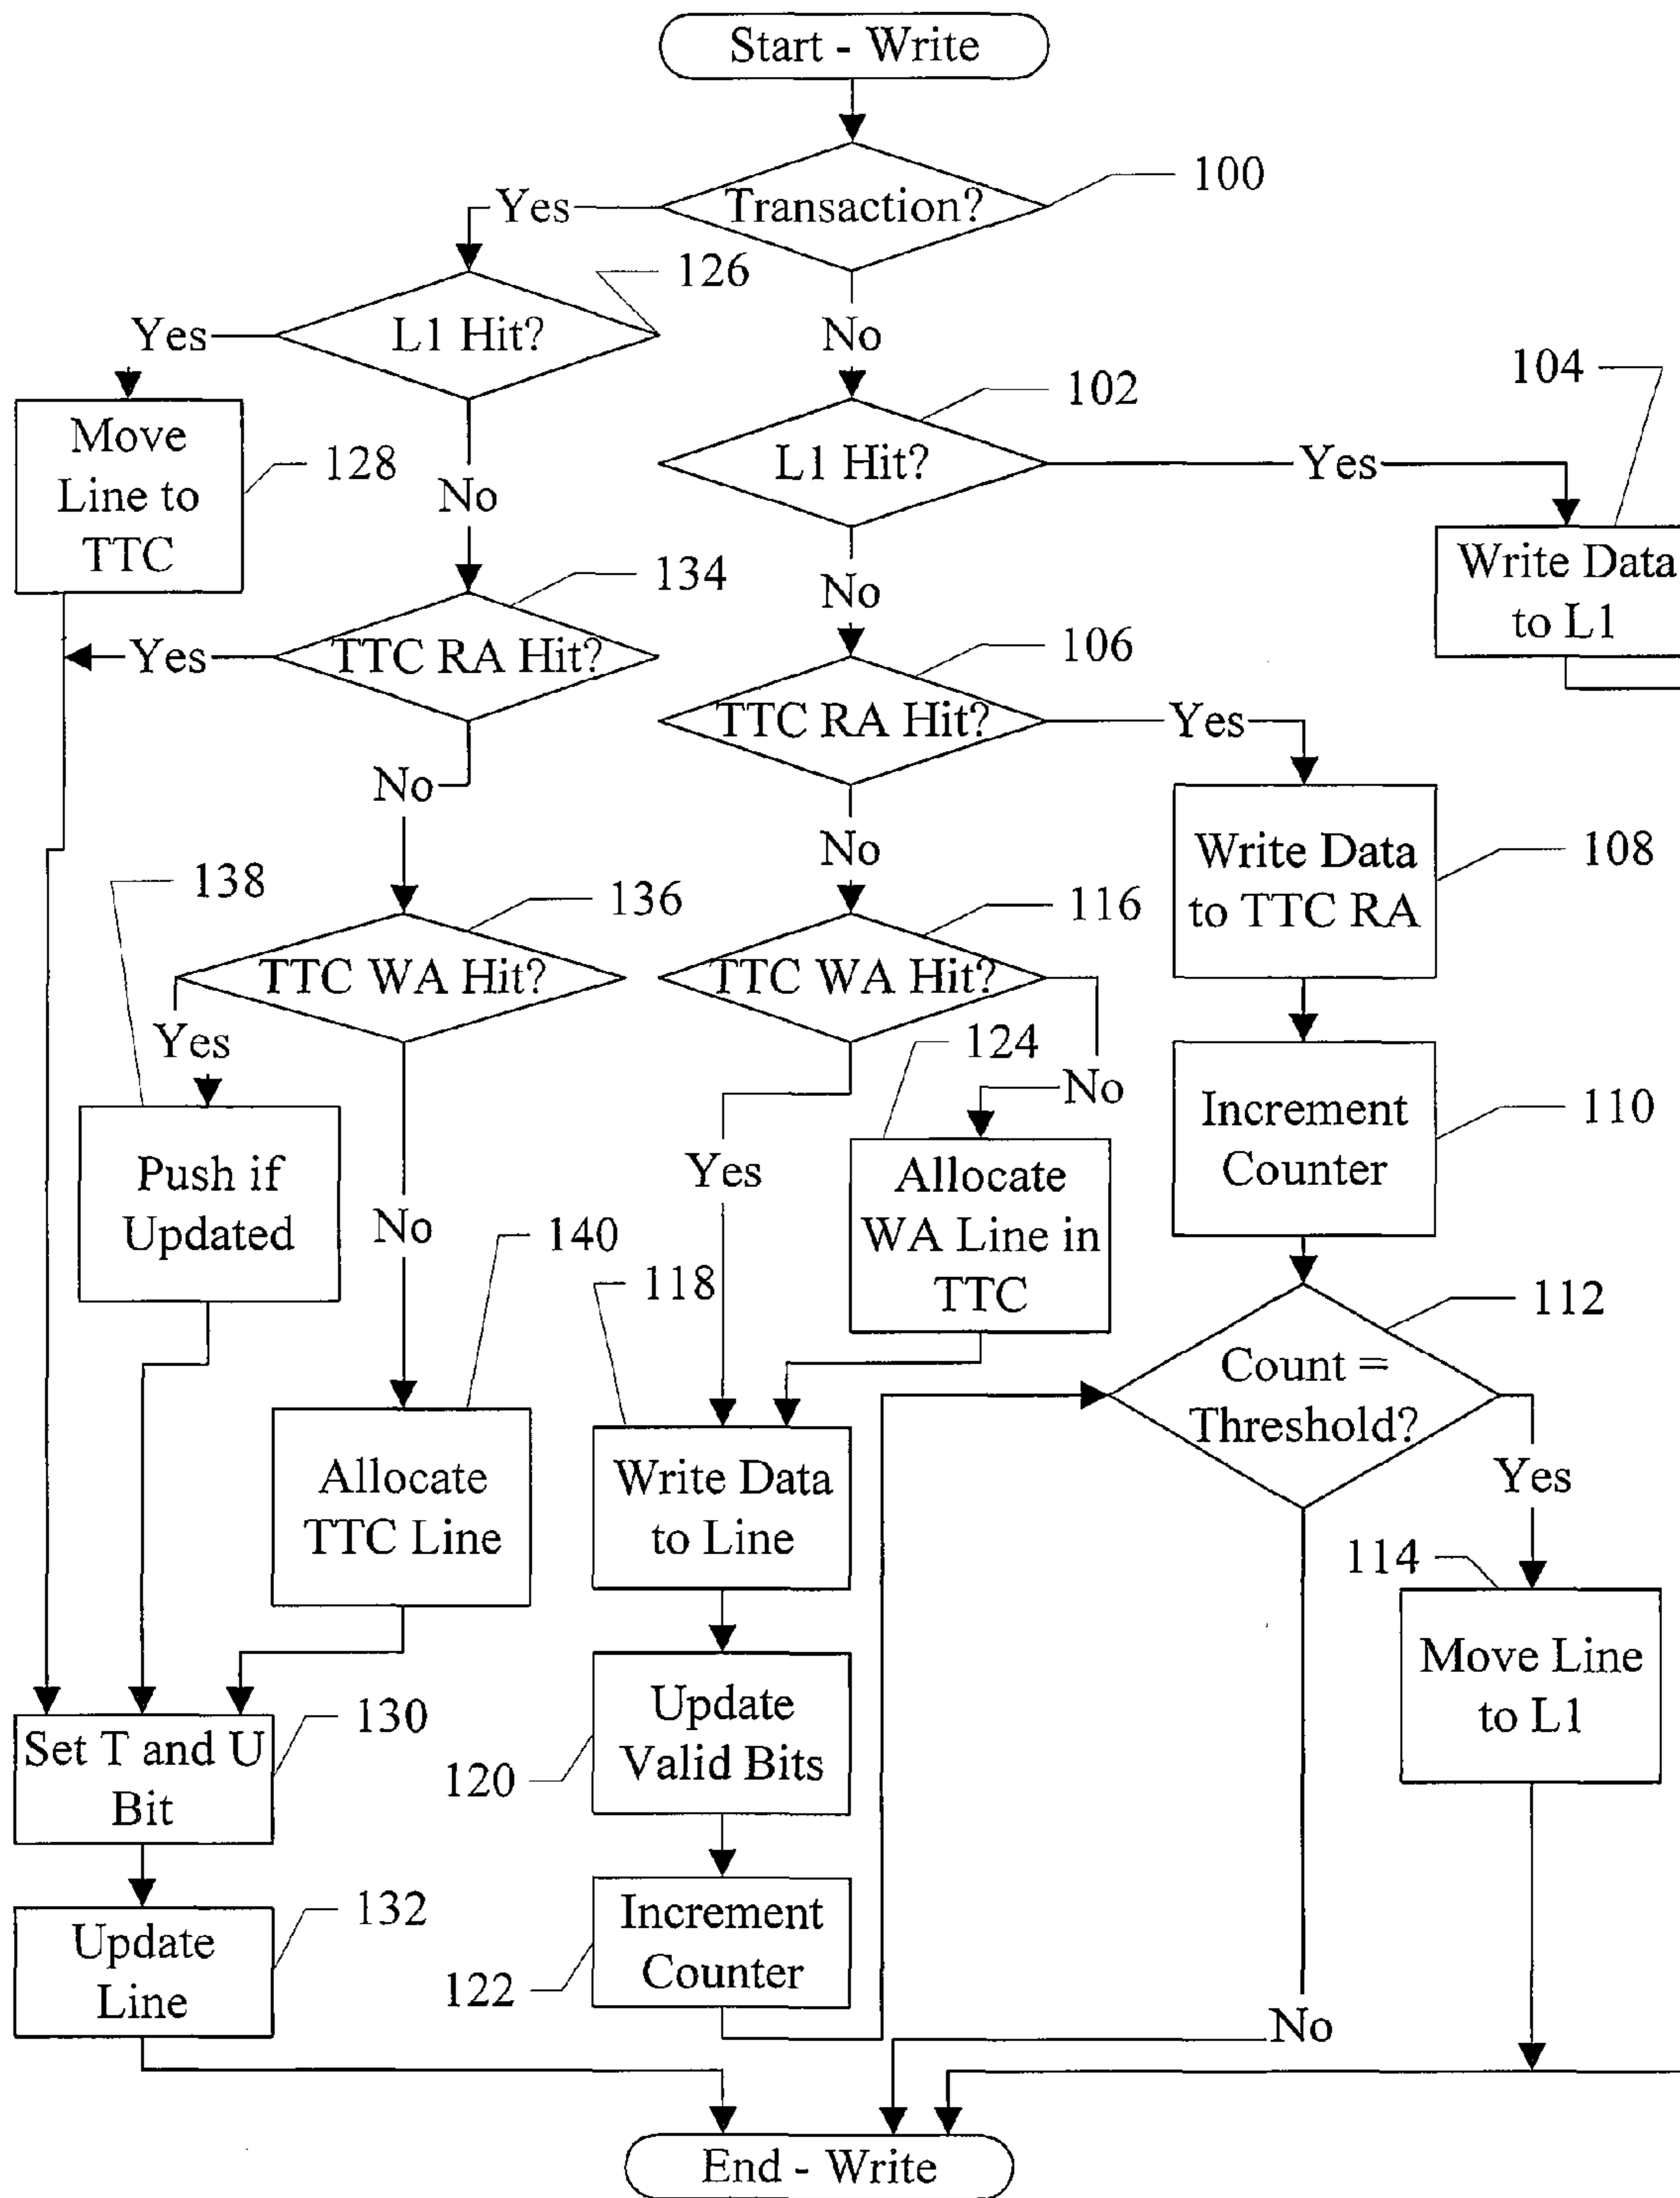 Start - Write
Transaction?
100
Yes
No
L1 Hit?
126
Yes
No
Move
Line to
TTC
128
L1 Hit?
102
Yes
No
104
Write Data
to L1
TTC RA Hit?
134
Yes
No
TTC RA Hit?
106
Yes
No
Write Data
to TTC RA
108
138
TTC WA Hit?
136
Yes
No
TTC WA Hit?
116
Yes
No
124
Increment
Counter
110
Push if
Updated
Allocate
WA Line in
TTC
140
118
Count =
Threshold?
112
Yes
No
Allocate
TTC Line
Write Data
to Line
114
Move Line
to L1
Set T and U
Bit
130
Update
Valid Bits
120
Update
Line
132
Increment
Counter
122
End - Write